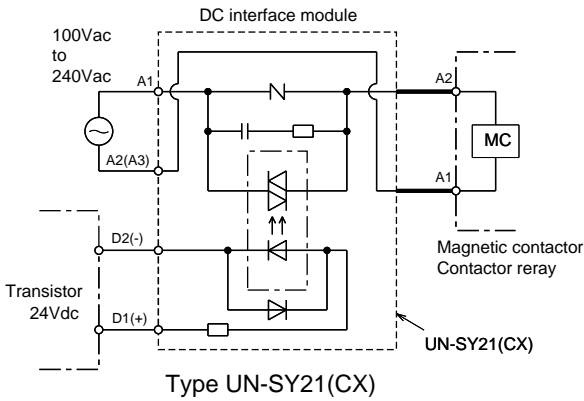 DC interface module
100Vac
to
240Vac
A1
A2
A2(A3)
MC
A1
D2(-)
Magnetic contactor
Contactor reray
Transistor
24Vdc
D1(+)
UN-SY21(CX)
Type UN-SY21(CX)